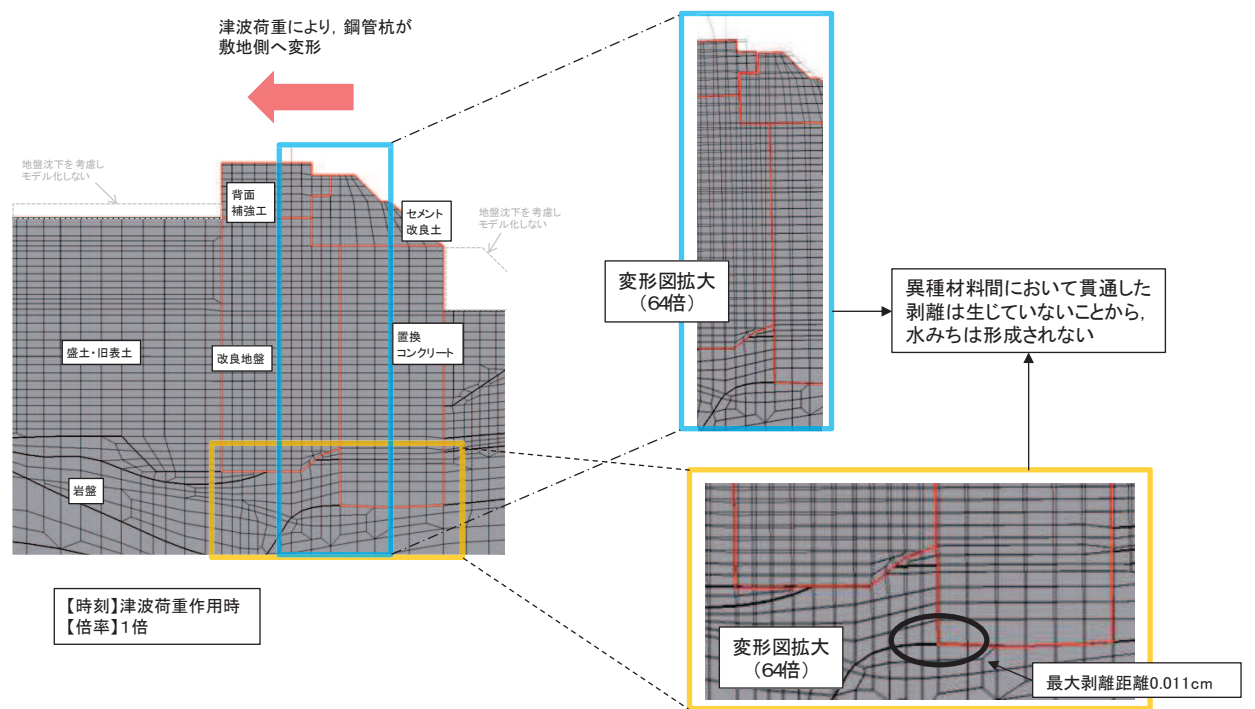 津波荷重により，鋼管杭が
敷地側へ変形
地盤沈下を考慮し
モデル化しない
背面
補強工
セメント
改良土
地盤沈下を考慮し
モデル化しない
盛土・旧表土
改良地盤
置換
コンクリート
岩盤
【時刻】津波荷重作用時
【倍率】1倍
変形図拡大
（64倍）
異種材料間において貫通した
剥離は生じていないことから，
水みちは形成されない
変形図拡大
（64倍）
最大剥離距離0.011cm